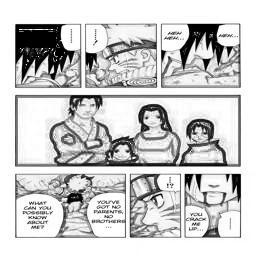 HEH
HEH...
HEH
HEH...
......!
......
......
!?
YOU
CRACK
ME
UP...
YOU'VE GOT
NO
PARENTS,
NO
BROTHERS
...
WHAT
CAN YOU
POSSIBLY
KNOW
ABOUT
ME?